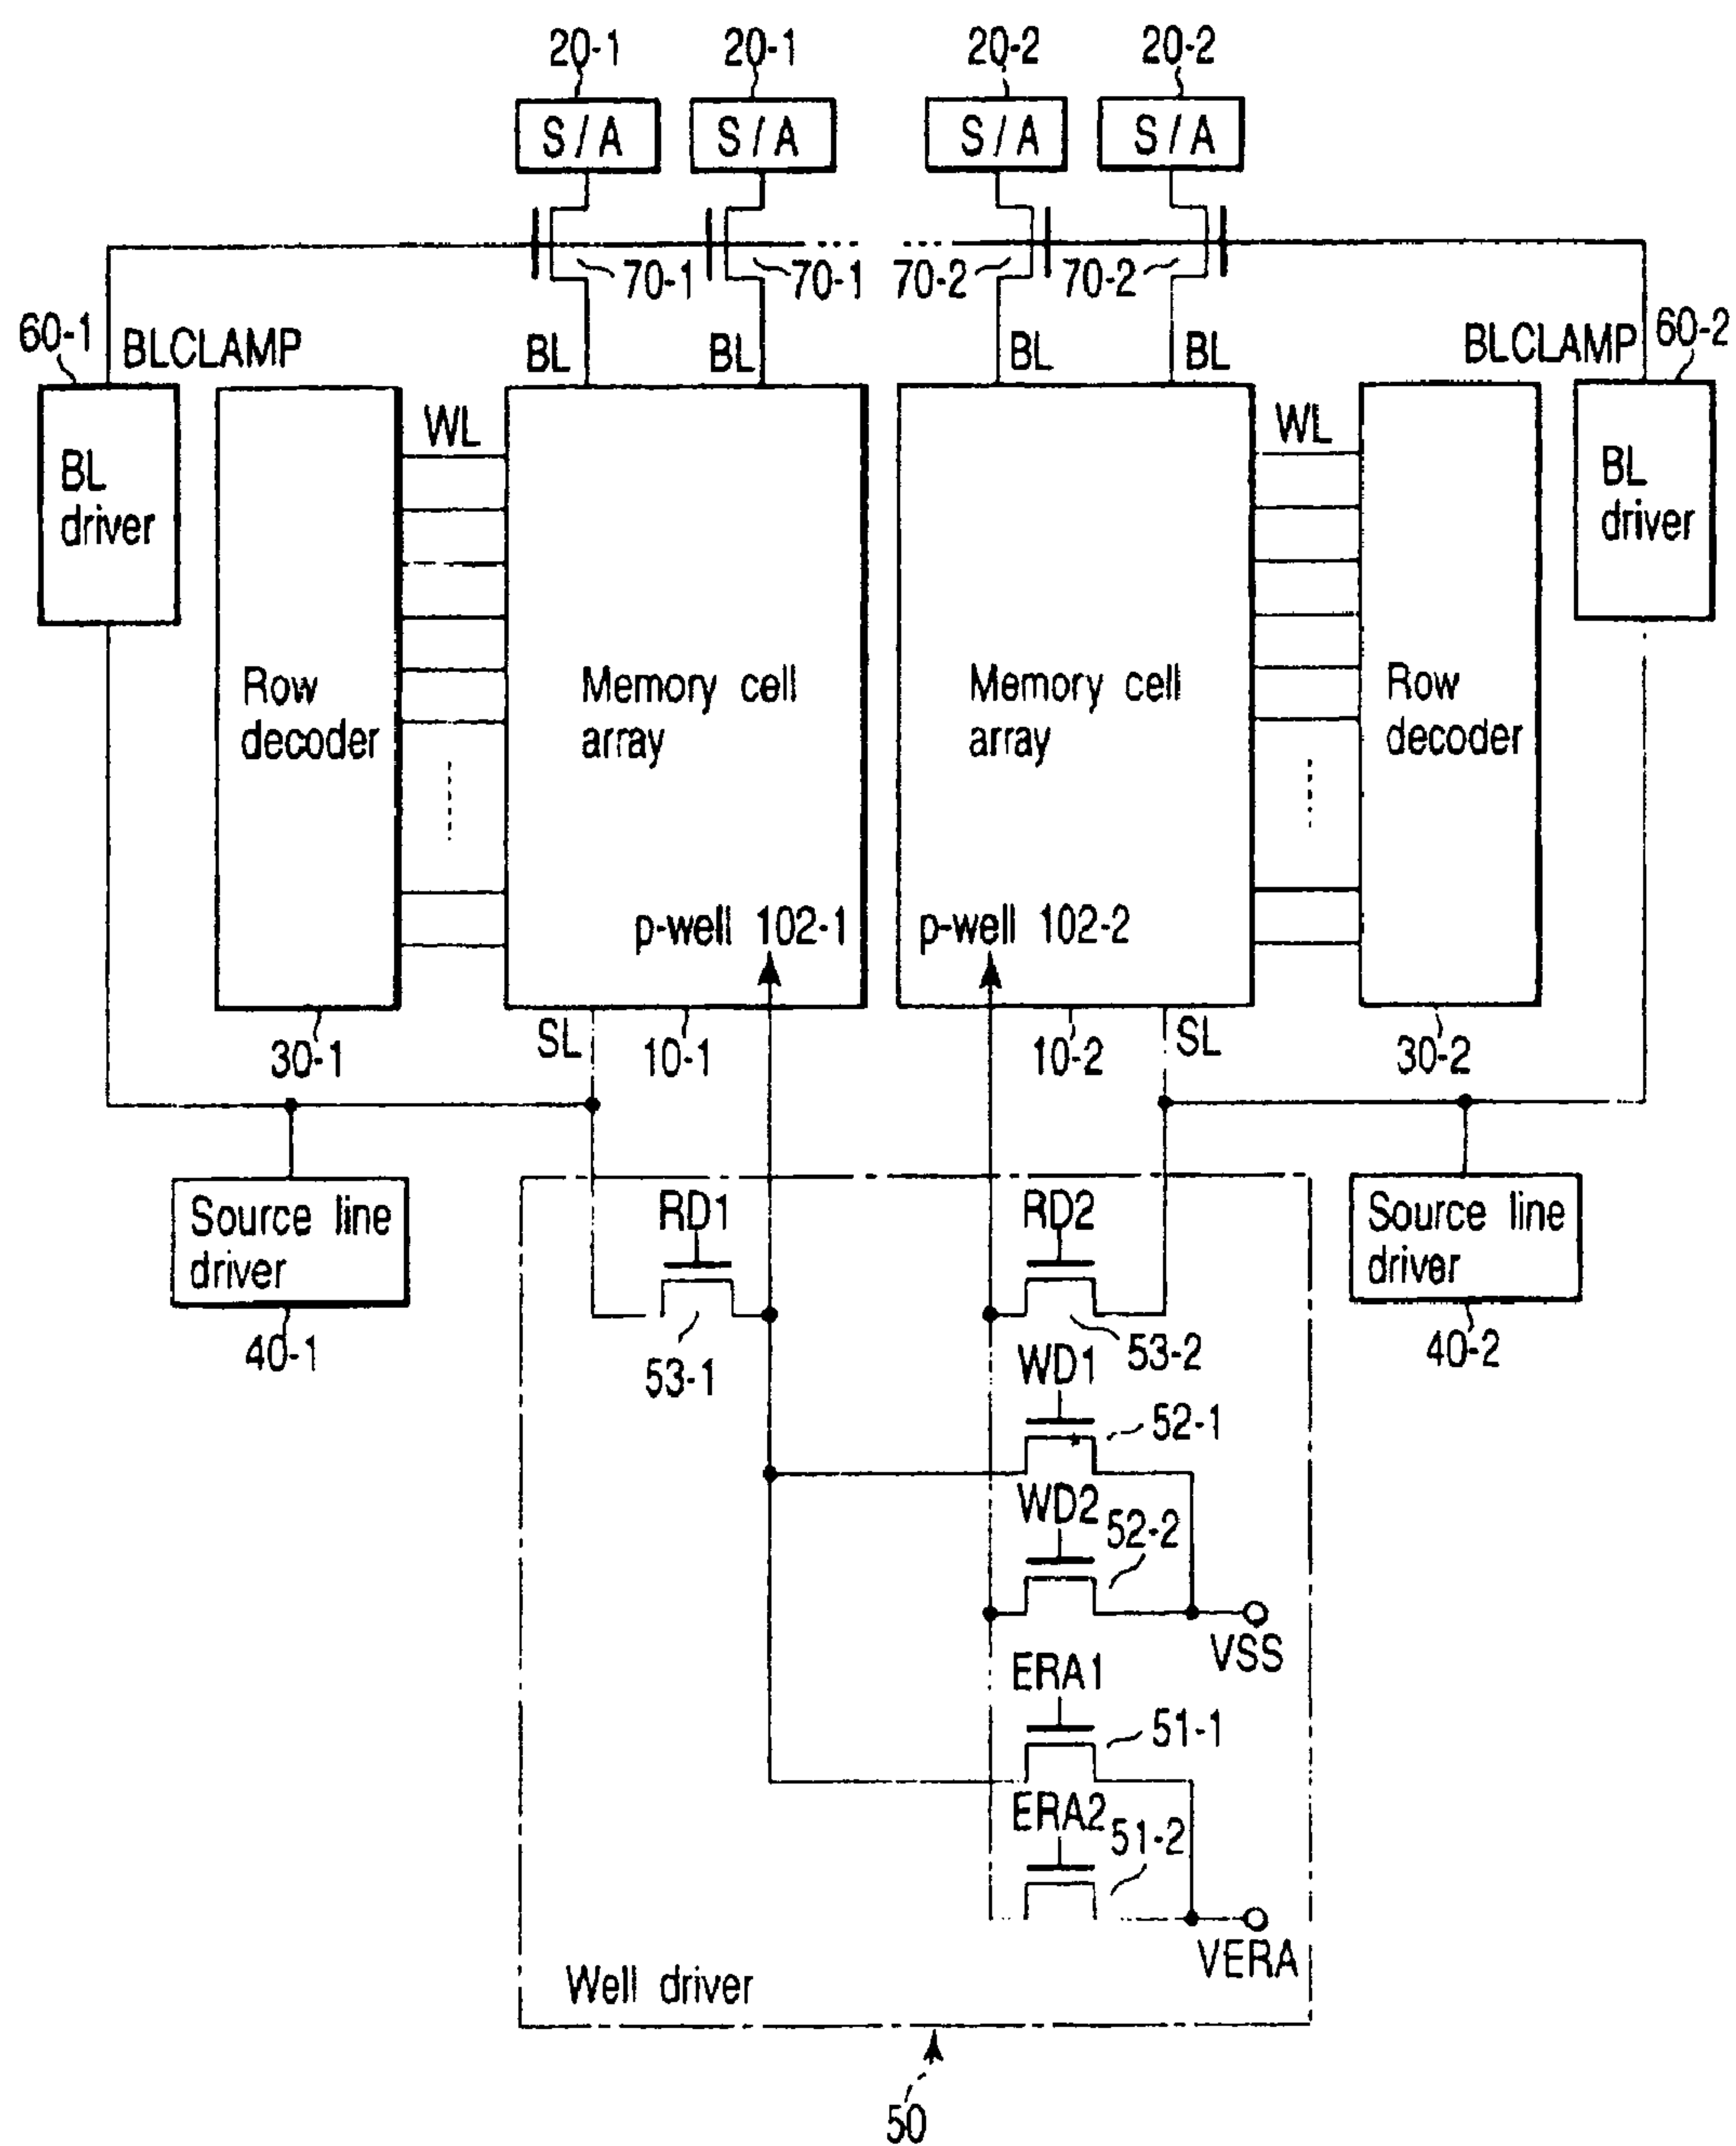 20-1 20-1 20-2 20-2
S/A S/A S/A S/A
70-1 70-1 70-2 70-2
60-1 BLCLAMP BL BL BL BL BLCLAMP 60-2
WL WL
BL
driver
BL
driver
Row
decoder
Memory cell
array
Memory cell
array
Row
decoder
p-well 102-1 p-well 102-2
30-1 SL 10-1 10-2 SL 30-2
Source line
driver
RD1 RD2
Source line
driver
40-1 53-1 53-2 40-2
WD1
52-1
WD2
52-2
VSS
ERA1
51-1
ERA2
51-2
VERA
Well driver
50